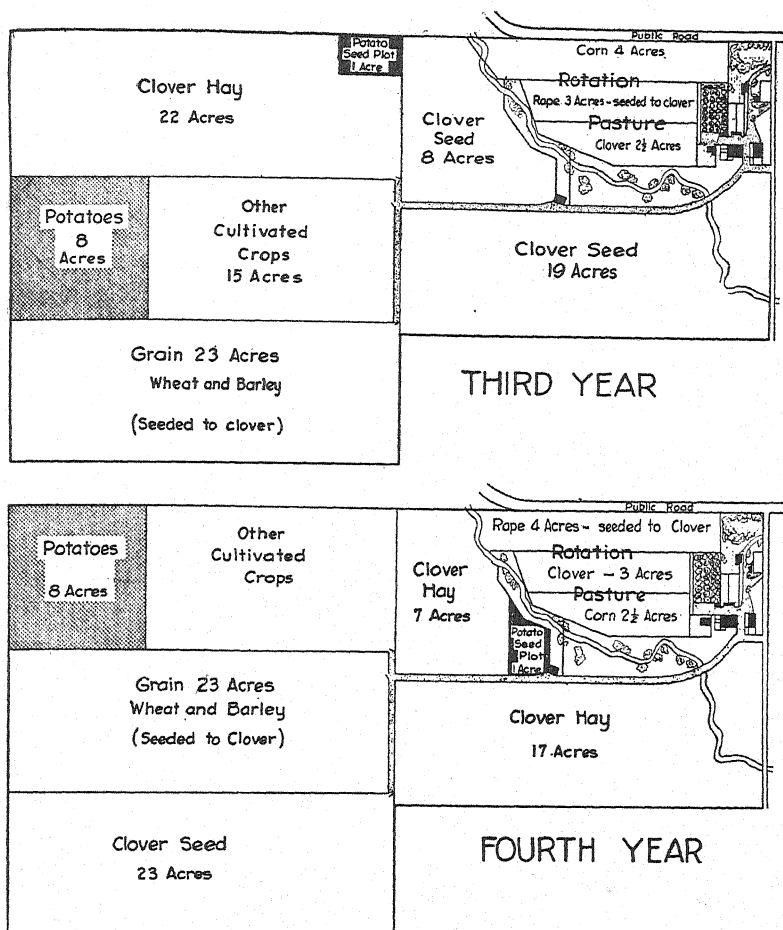 Public Road
Potato
Seed Plot
1 Acre
Corn 4 Acres
Clover Hay
22 Acres
Rotation
Rape 3 Acres - seeded to clover
Pasture
Clover 2½ Acres
Clover
Seed
8 Acres
Potatoes
8
Acres
Other
Cultivated
Crops
15 Acres
Clover Seed
19 Acres
Grain 23 Acres
Wheat and Barley
(Seeded to clover)
THIRD YEAR
Public Road
Rape 4 Acres - seeded to Clover
Potatoes
8 Acres
Other
Cultivated
Crops
Rotation
Clover - 3 Acres
Pasture
Corn 2½ Acres
Clover
Hay
7 Acres
Potato
Seed
Plot
1 Acre
Grain 23 Acres
Wheat and Barley
(Seeded to Clover)
Clover Hay
17 Acres
Clover Seed
23 Acres
FOURTH YEAR